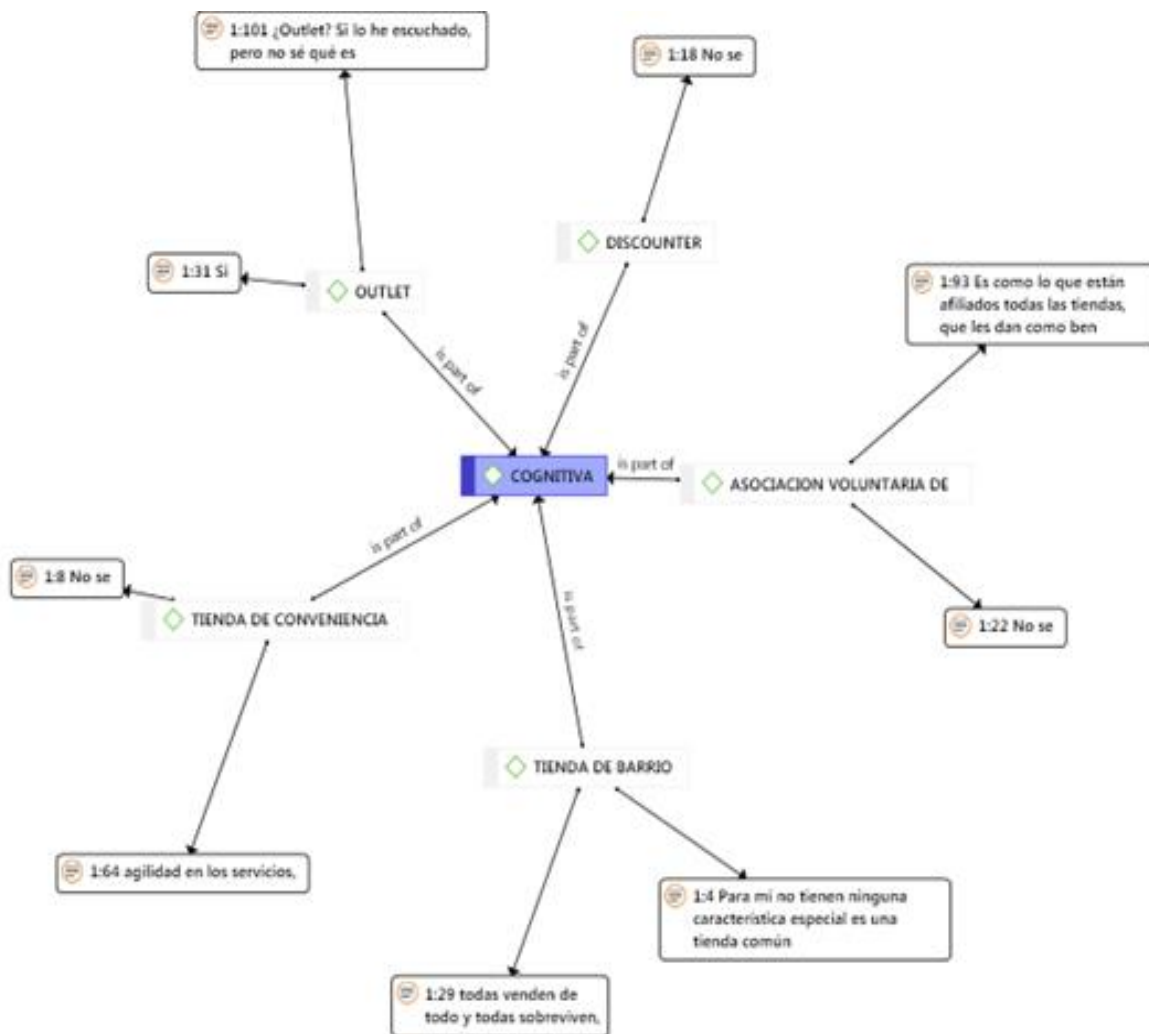 1:101 ¿Outlet? Si lo he escuchado,
pero no sé qué es
1:18 No se
DISCOUNTER
1:31 Si
OUTLET
1:93 Es como lo que están
afiliados todas las tiendas,
que les dan como ben
is part of
is part of
COGNITIVA
is part of
ASOCIACION VOLUNTARIA DE
is part of
1:8 No se
TIENDA DE CONVENIENCIA
is part of
1:22 No se
TIENDA DE BARRIO
1:64 agilidad en los servicios,
1:4 Para mi no tienen ninguna
característica especial es una
tienda común
1:29 todas venden de
todo y todas sobreviven,